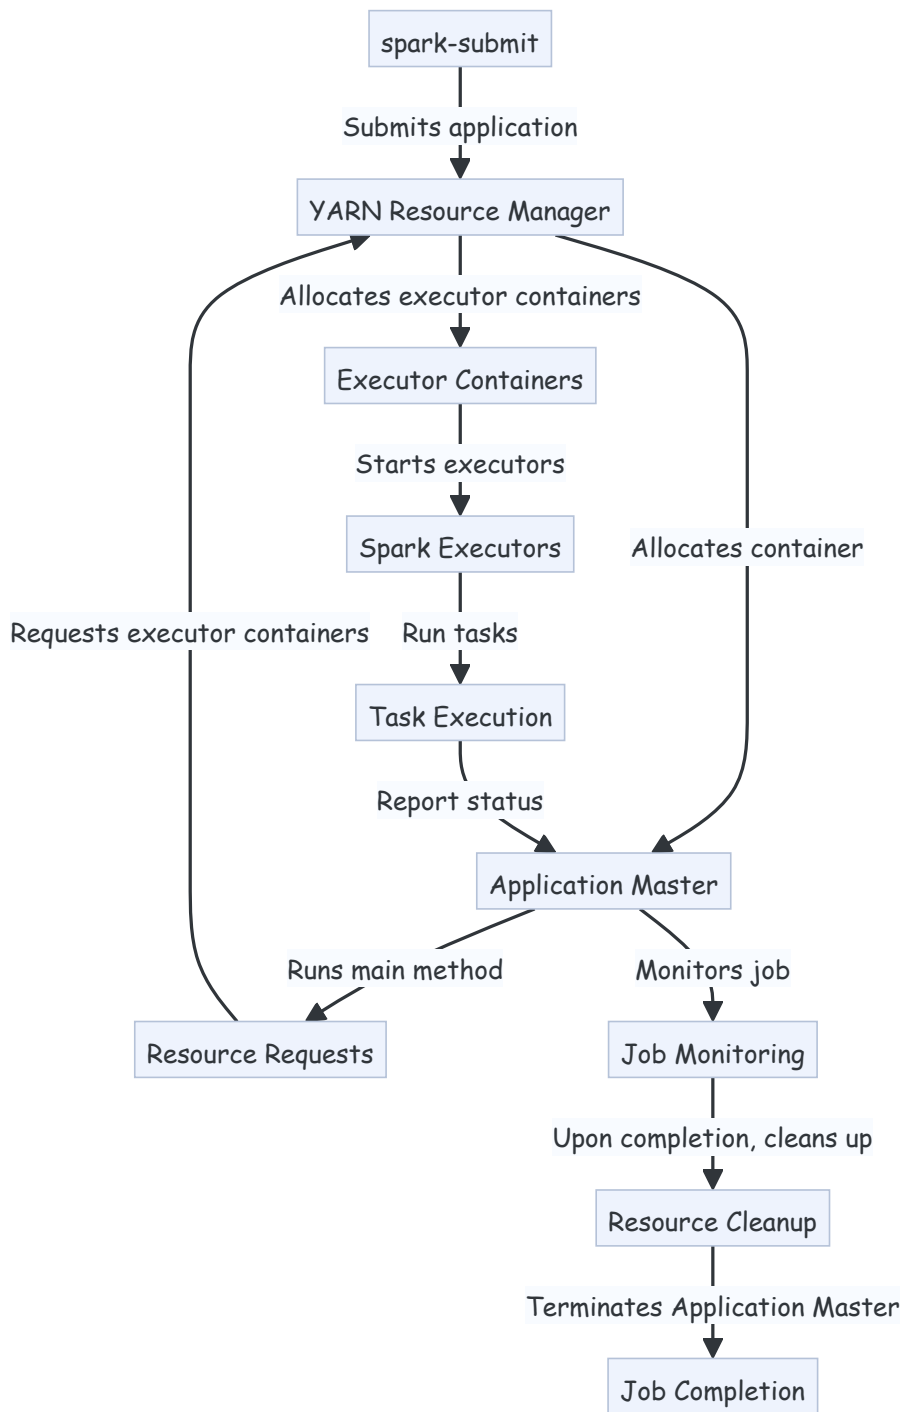 spark-submit
Submits application
YARN Resource Manager
Allocates executor containers
Executor Containers
Starts executors
Spark Executors
Allocates container
Requests executor containers
Run tasks
Task Execution
Report status
Application Master
Runs main method
Monitors job
Resource Requests
Job Monitoring
Upon completion, cleans up
Resource Cleanup
Terminates Application Master
Job Completion